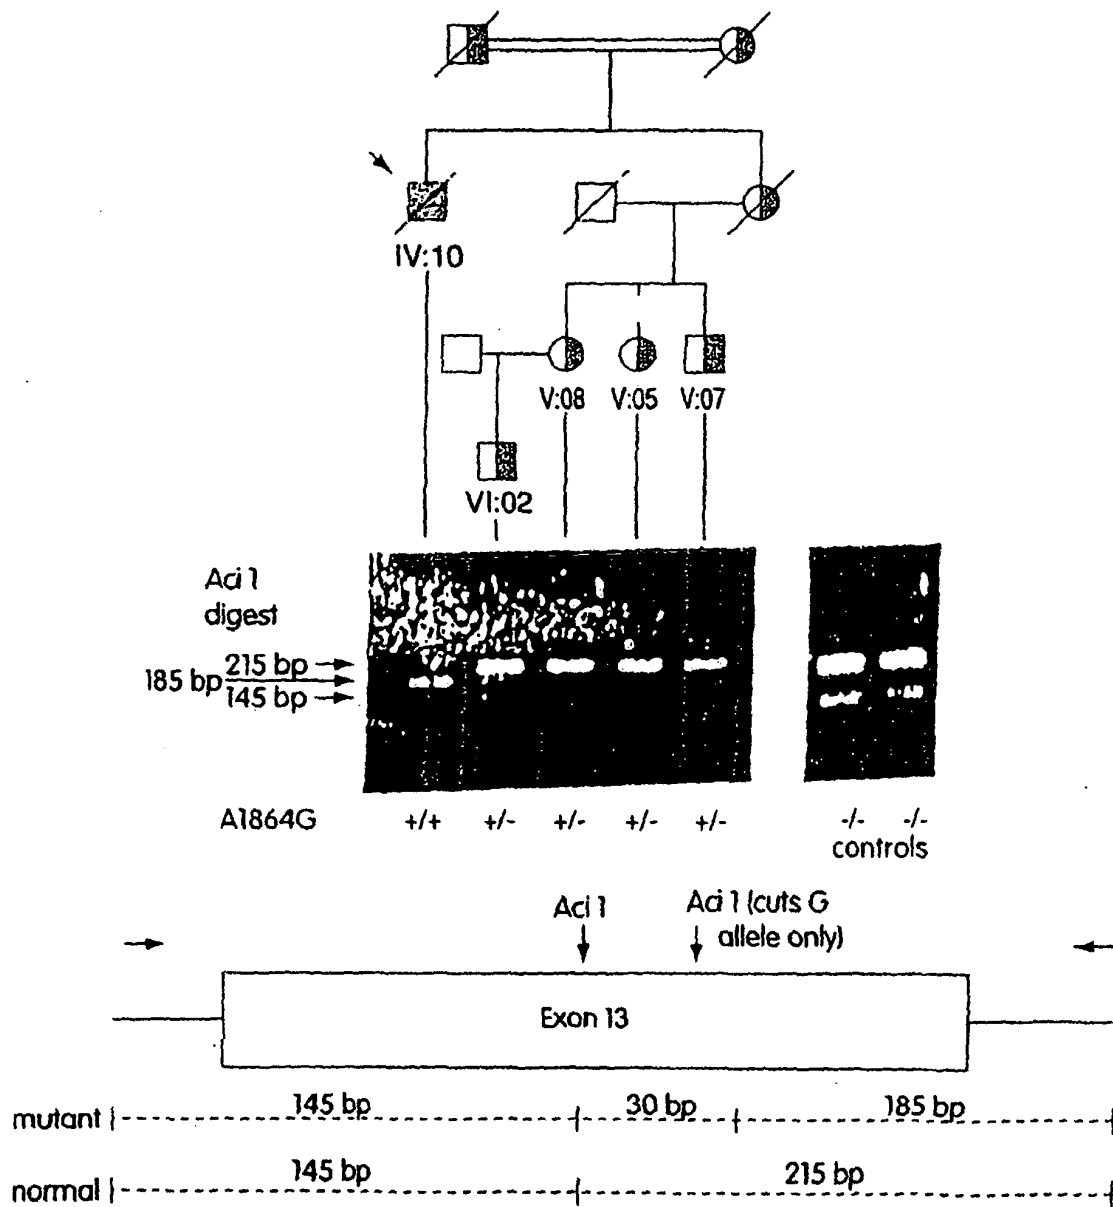 IV:10
V:08 V:05 V:07
VI:02
Aci 1
digest
215 bp
185 bp
145 bp
A1864G +/+ +/- +/- +/- +/- -/- -/-
controls
Aci 1
Aci 1 (cuts G
allele only)
Exon 13
mutant 145 bp 30 bp 185 bp
normal 145 bp 215 bp